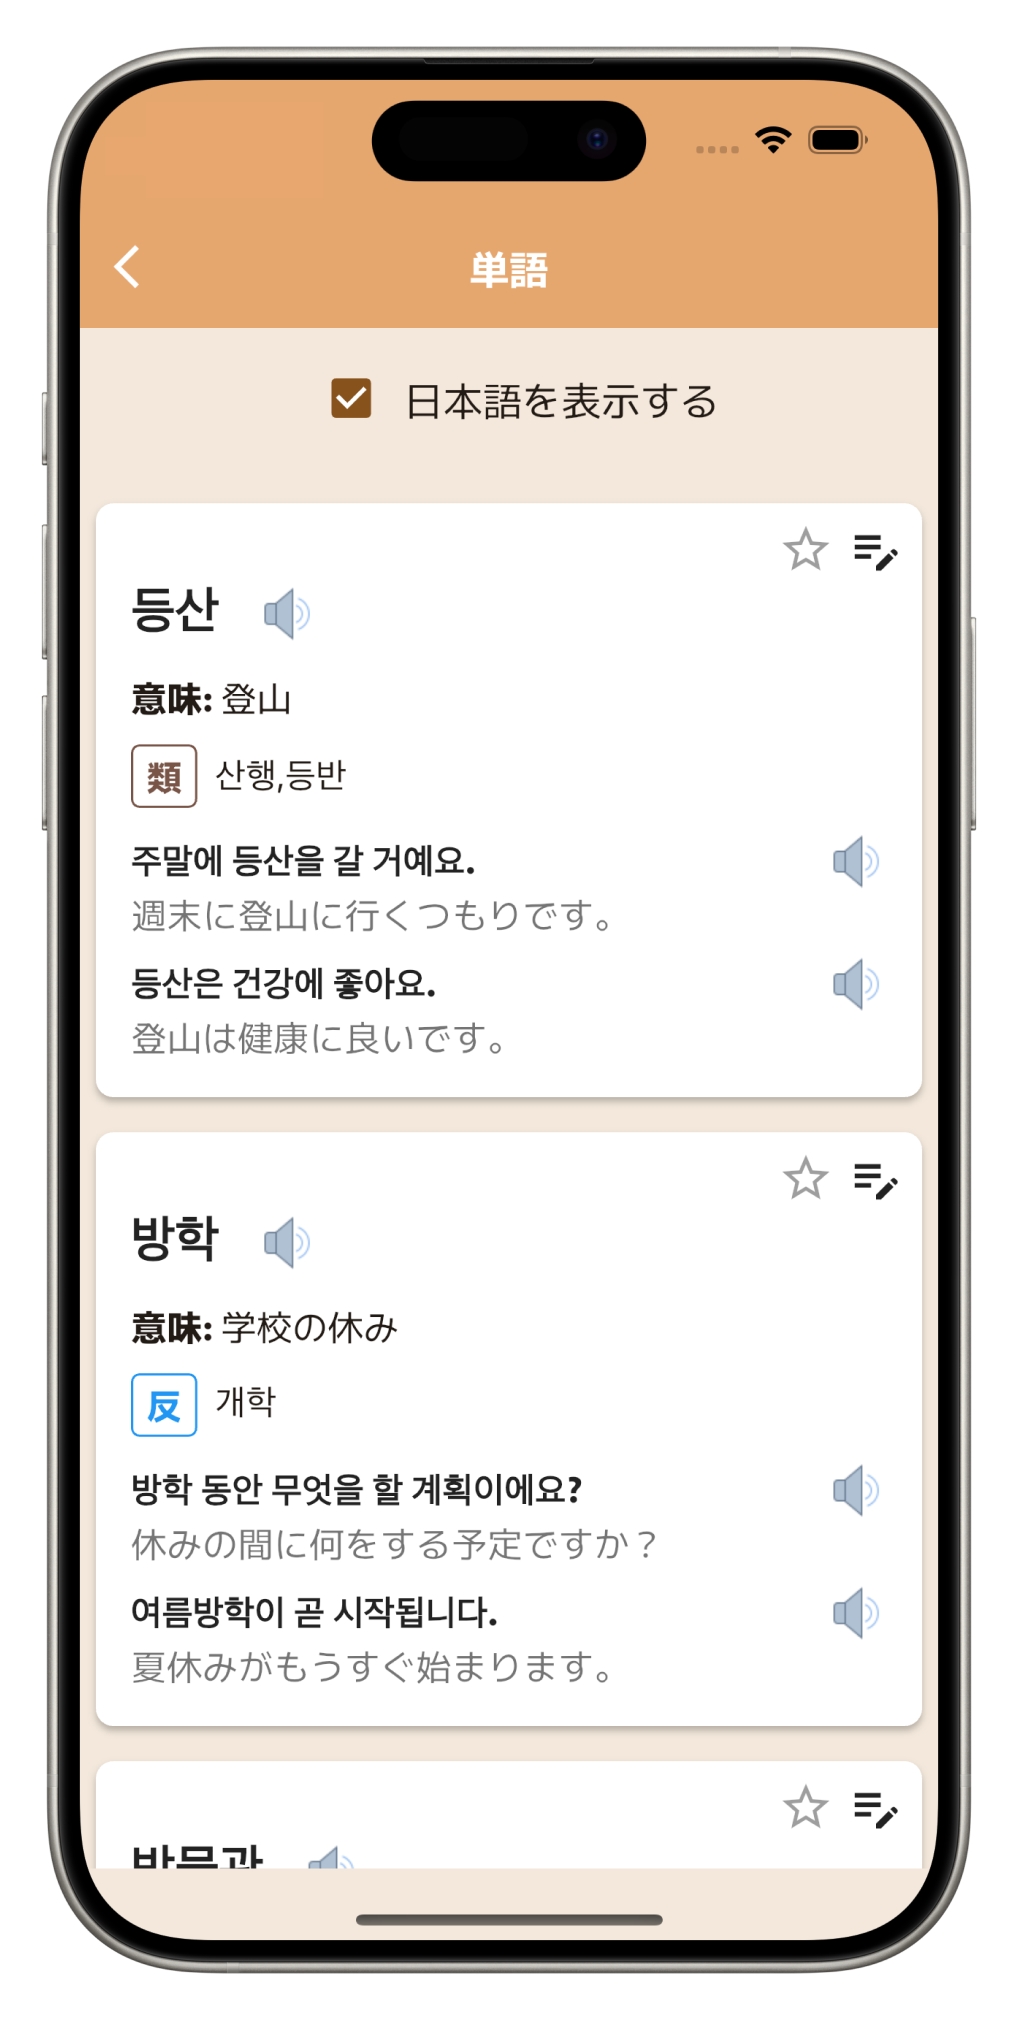 単語
日本語を表示する
등산
意味: 登山
類 산행,등반
주말에 등산을 갈 거예요.
週末に登山に行くつもりです。
등산은 건강에 좋아요.
登山は健康に良いです。
방학
意味: 学校の休み
反 개학
방학 동안 무엇을 할 계획이에요?
休みの間に何をする予定ですか？
여름방학이 곧 시작됩니다.
夏休みがもうすぐ始まります。
박물관